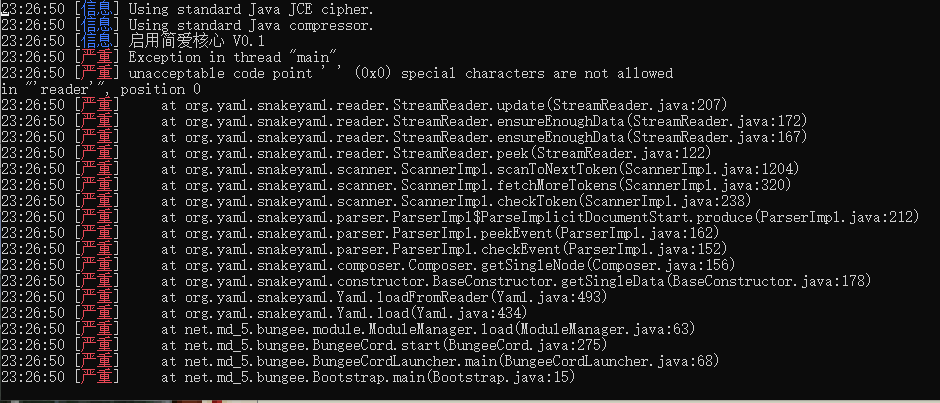 23:26:50 [信息] Using standard Java JCE cipher.
23:26:50 [信息] Using standard Java compressor.
23:26:50 [信息] 启用简爱核心 V0.1
23:26:50 [严重] Exception in thread "main"
23:26:50 [严重] unacceptable code point ' ' (0x0) special characters are not allowed
in "'reader'", position 0
23:26:50 [严重]     at org.yaml.snakeyaml.reader.StreamReader.update(StreamReader.java:207)
23:26:50 [严重]     at org.yaml.snakeyaml.reader.StreamReader.ensureEnoughData(StreamReader.java:172)
23:26:50 [严重]     at org.yaml.snakeyaml.reader.StreamReader.ensureEnoughData(StreamReader.java:167)
23:26:50 [严重]     at org.yaml.snakeyaml.reader.StreamReader.peek(StreamReader.java:122)
23:26:50 [严重]     at org.yaml.snakeyaml.scanner.ScannerImpl.scanToNextToken(ScannerImpl.java:1204)
23:26:50 [严重]     at org.yaml.snakeyaml.scanner.ScannerImpl.fetchMoreTokens(ScannerImpl.java:320)
23:26:50 [严重]     at org.yaml.snakeyaml.scanner.ScannerImpl.checkToken(ScannerImpl.java:238)
23:26:50 [严重]     at org.yaml.snakeyaml.parser.ParserImpl$ParseImplicitDocumentStart.produce(ParserImpl.java:212)
23:26:50 [严重]     at org.yaml.snakeyaml.parser.ParserImpl.peekEvent(ParserImpl.java:162)
23:26:50 [严重]     at org.yaml.snakeyaml.parser.ParserImpl.checkEvent(ParserImpl.java:152)
23:26:50 [严重]     at org.yaml.snakeyaml.composer.Composer.getSingleNode(Composer.java:156)
23:26:50 [严重]     at org.yaml.snakeyaml.constructor.BaseConstructor.getSingleData(BaseConstructor.java:178)
23:26:50 [严重]     at org.yaml.snakeyaml.Yaml.loadFromReader(Yaml.java:493)
23:26:50 [严重]     at org.yaml.snakeyaml.Yaml.load(Yaml.java:434)
23:26:50 [严重]     at net.md_5.bungee.module.ModuleManager.load(ModuleManager.java:63)
23:26:50 [严重]     at net.md_5.bungee.BungeeCord.start(BungeeCord.java:275)
23:26:50 [严重]     at net.md_5.bungee.BungeeCordLauncher.main(BungeeCordLauncher.java:68)
23:26:50 [严重]     at net.md_5.bungee.Bootstrap.main(Bootstrap.java:15)